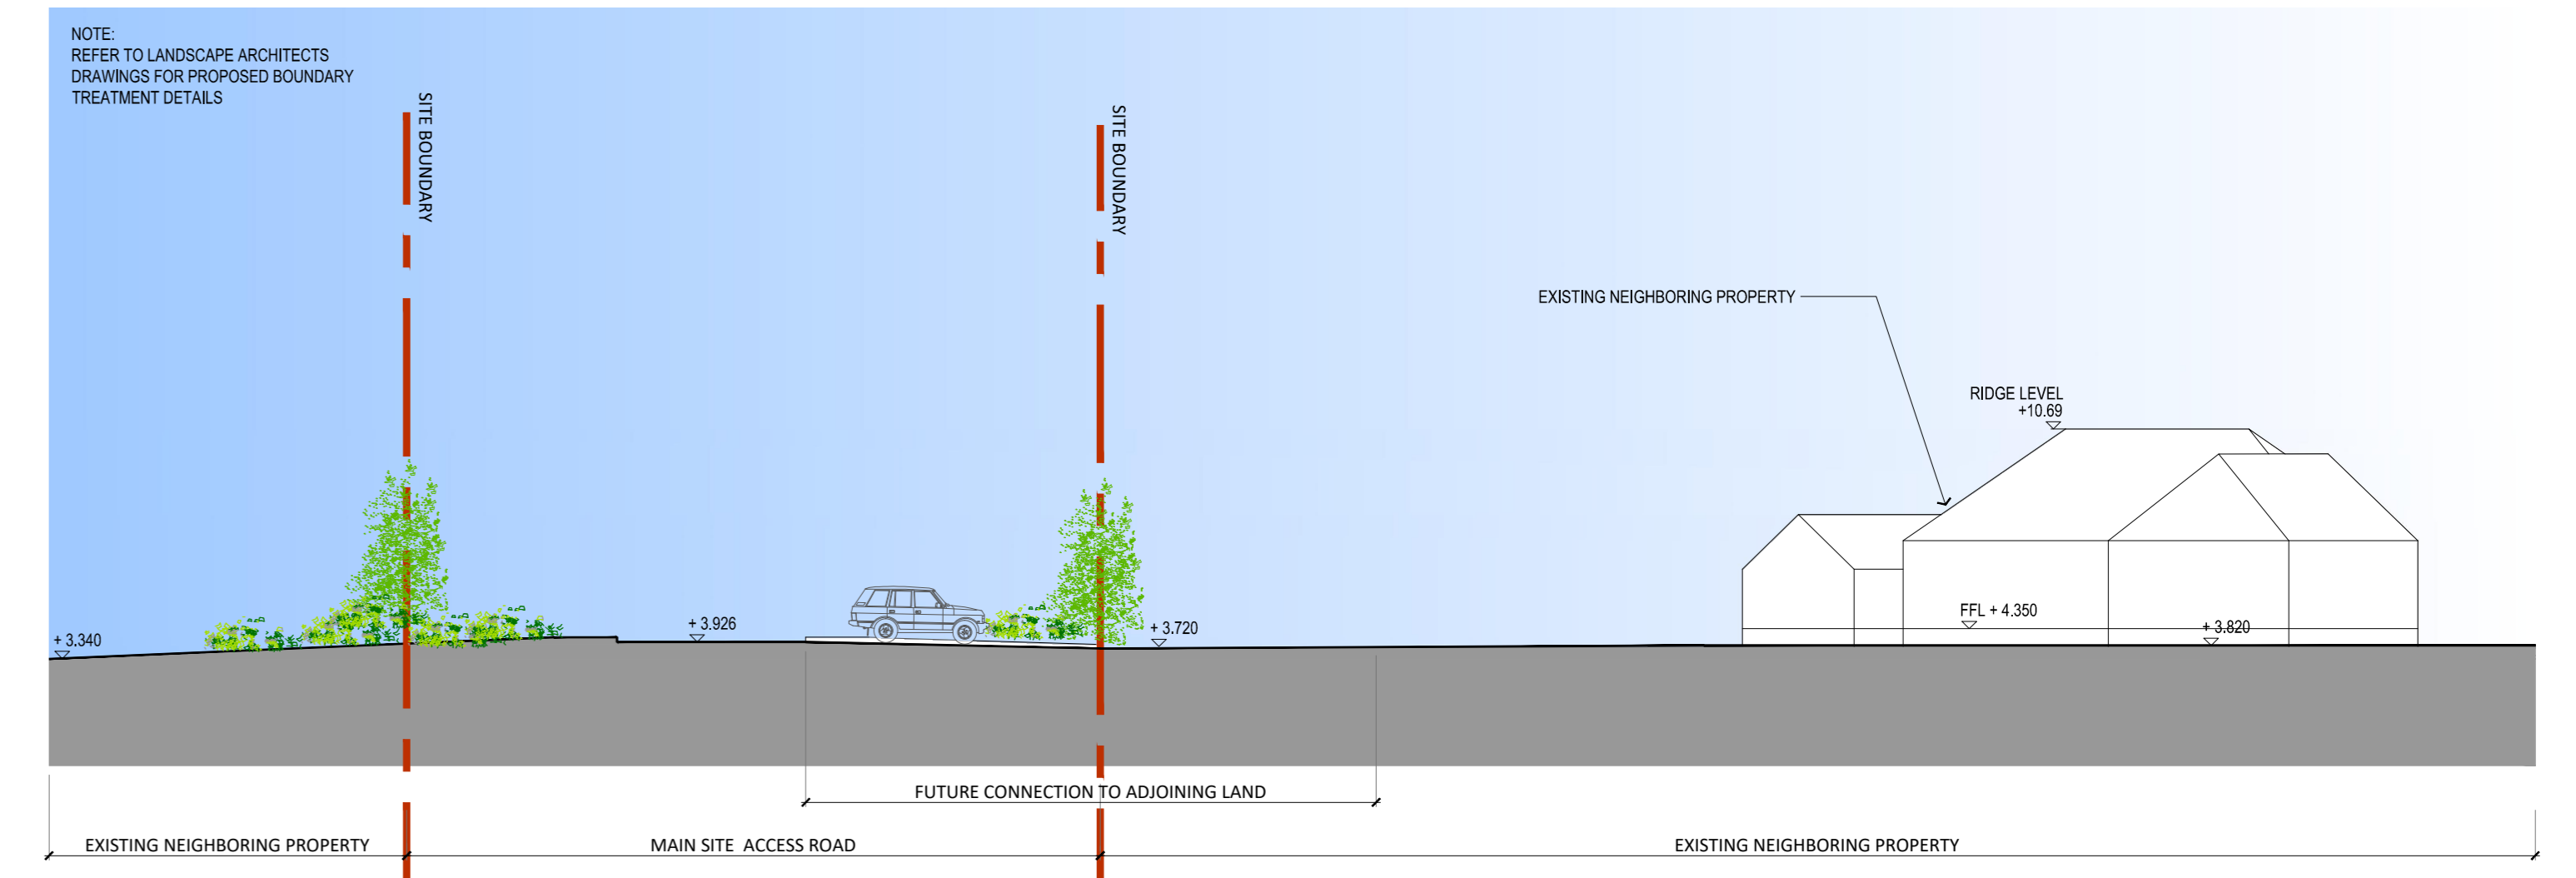 NOTE:
REFER TO LANDSCAPE ARCHITECTS
DRAWINGS FOR PROPOSED BOUNDARY
TREATMENT DETAILS
SITE BOUNDARY
SITE BOUNDARY
EXISTING NEIGHBORING PROPERTY
RIDGE LEVEL
+10.69
+ 3.340
+ 3.926
+ 3.720
FFL + 4.350
+ 3.820
FUTURE CONNECTION TO ADJOINING LAND
EXISTING NEIGHBORING PROPERTY
MAIN SITE ACCESS ROAD
EXISTING NEIGHBORING PROPERTY